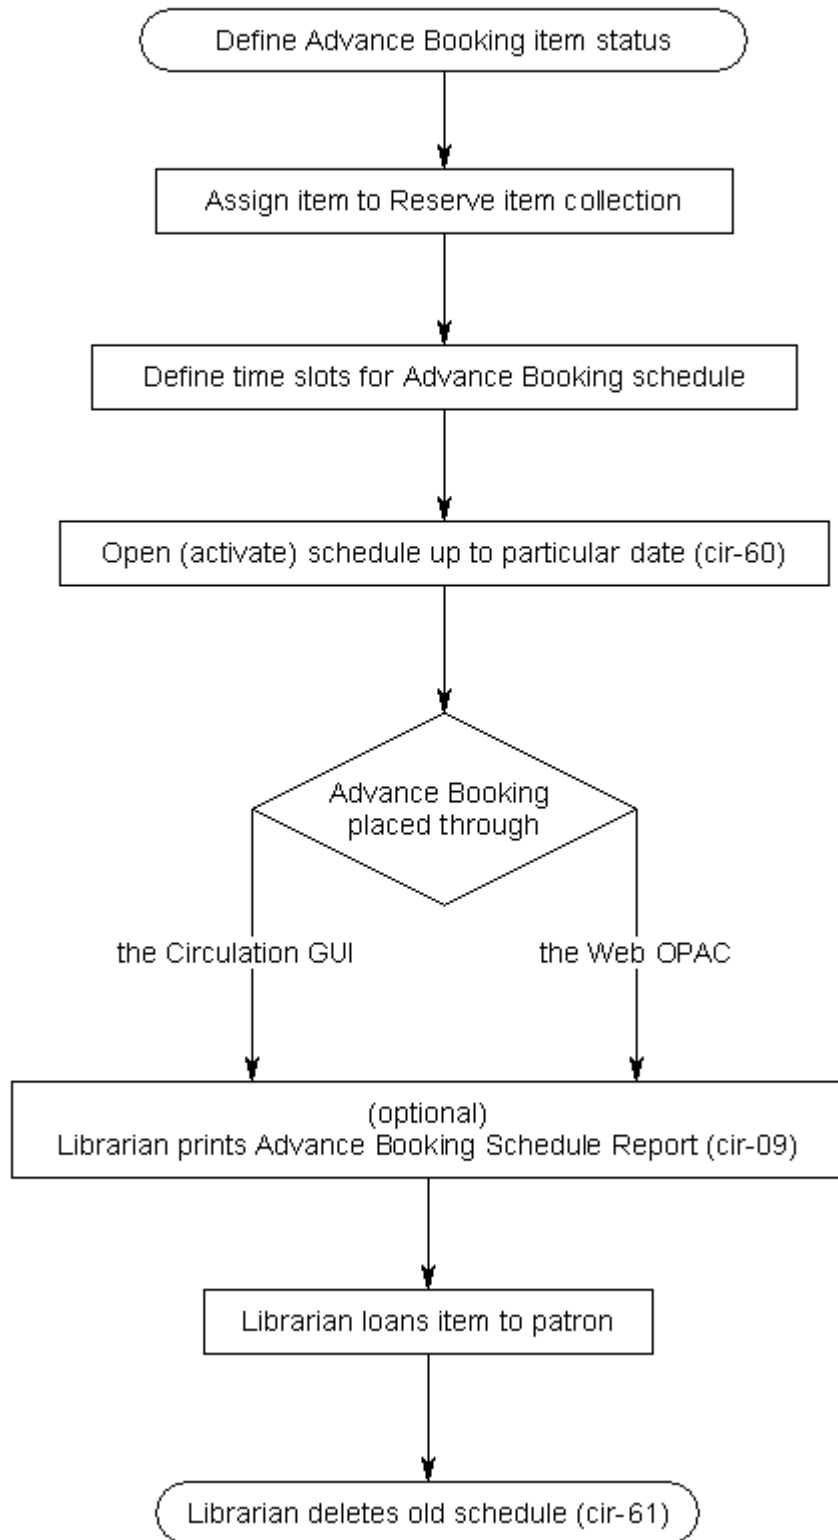 Define Advance Booking item status
Assign item to Reserve item collection
Define time slots for Advance Booking schedule
Open (activate) schedule up to particular date (cir-60)
Advance Booking
placed through
the Circulation GUI
the Web OPAC
(optional)
Librarian prints Advance Booking Schedule Report (cir-09)
Librarian loans item to patron
Librarian deletes old schedule (cir-61)